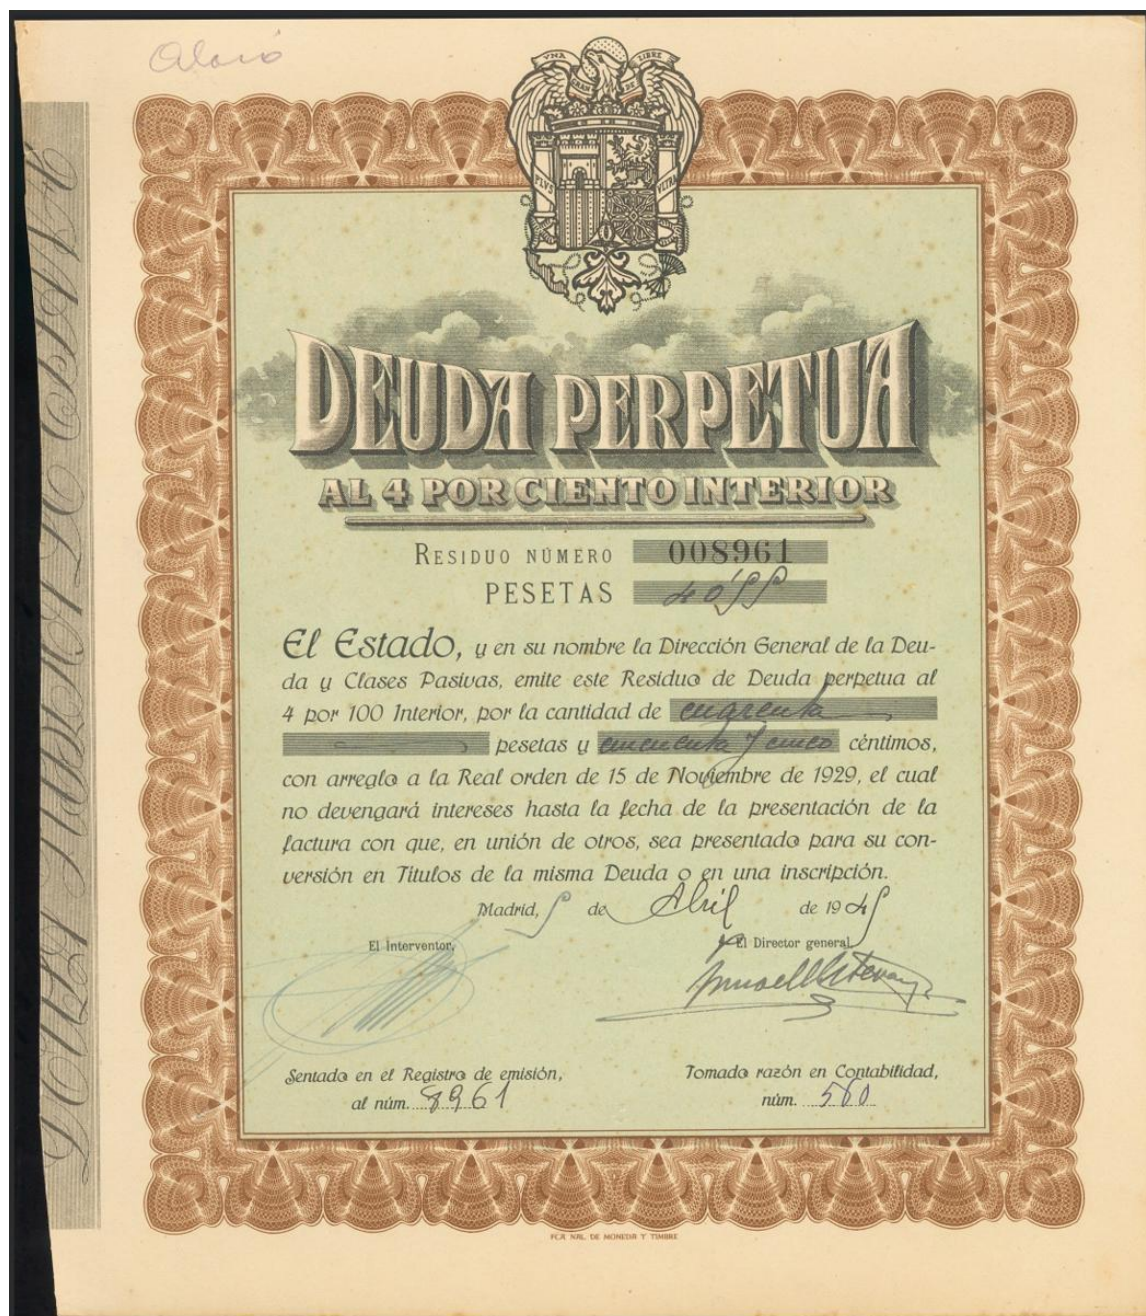 UNA GRANDE LIBRE
PLVS VLTRA
DEUDA PERPETUA
AL 4 POR CIENTO INTERIOR
RESIDUO NÚMERO 008961
PESETAS 40'55
El Estado, y en su nombre la Dirección General de la Deu-
da y Clases Pasivas, emite este Residuo de Deuda perpetua al
4 por 100 Interior, por la cantidad de cuarenta
pesetas y cincuenta y cinco céntimos,
con arreglo a la Real orden de 15 de Noviembre de 1929, el cual
no devengará intereses hasta la fecha de la presentación de la
factura con que, en unión de otros, sea presentado para su con-
versión en Titulos de la misma Deuda o en una inscripción.
Madrid, 5 de Abril de 1945
El Interventor, El Director general,
Sentado en el Registro de emisión, Tomado razón en Contabilidad,
al núm. 8961 núm. 560
FCA NAL. DE MONEDA Y TIMBRE